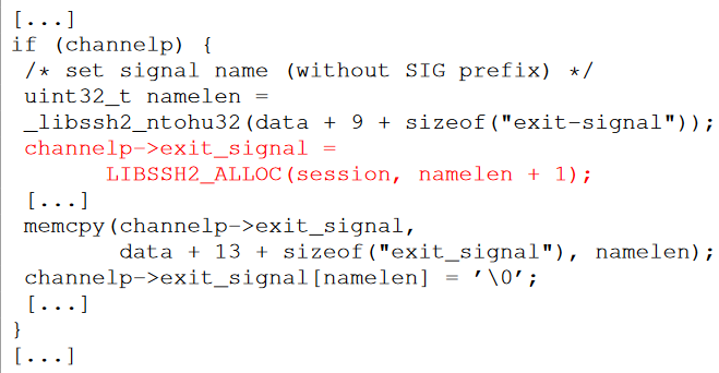 [...]
if (channelp) {
/* set signal name (without SIG prefix) */
uint32_t namelen =
_libssh2_ntohu32(data + 9 + sizeof("exit-signal"));
channelp->exit_signal =
LIBSSH2_ALLOC(session, namelen + 1);
[...]
memcpy(channelp->exit_signal,
data + 13 + sizeof("exit_signal"), namelen);
channelp->exit_signal[namelen] = '\0';
[...]
}
[...]